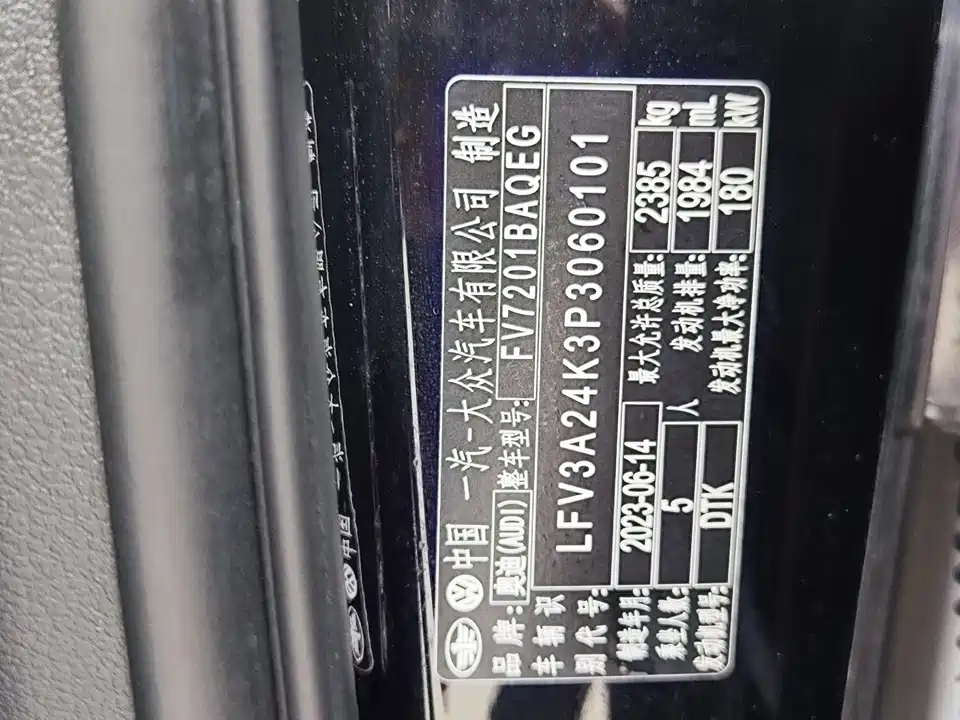 中国 一汽-大众汽车有限公司 制造
品牌: 奥迪(AUDI) 整车型号: FV7201BAQEG
车辆识别代号: LFV3A24K3P3060101
制造年月: 2023-06-14 最大允许总质量: 2385 kg
乘坐人数: 5 人 发动机排量: 1984 mL
发动机型号: DTK 发动机最大净功率: 180 kW